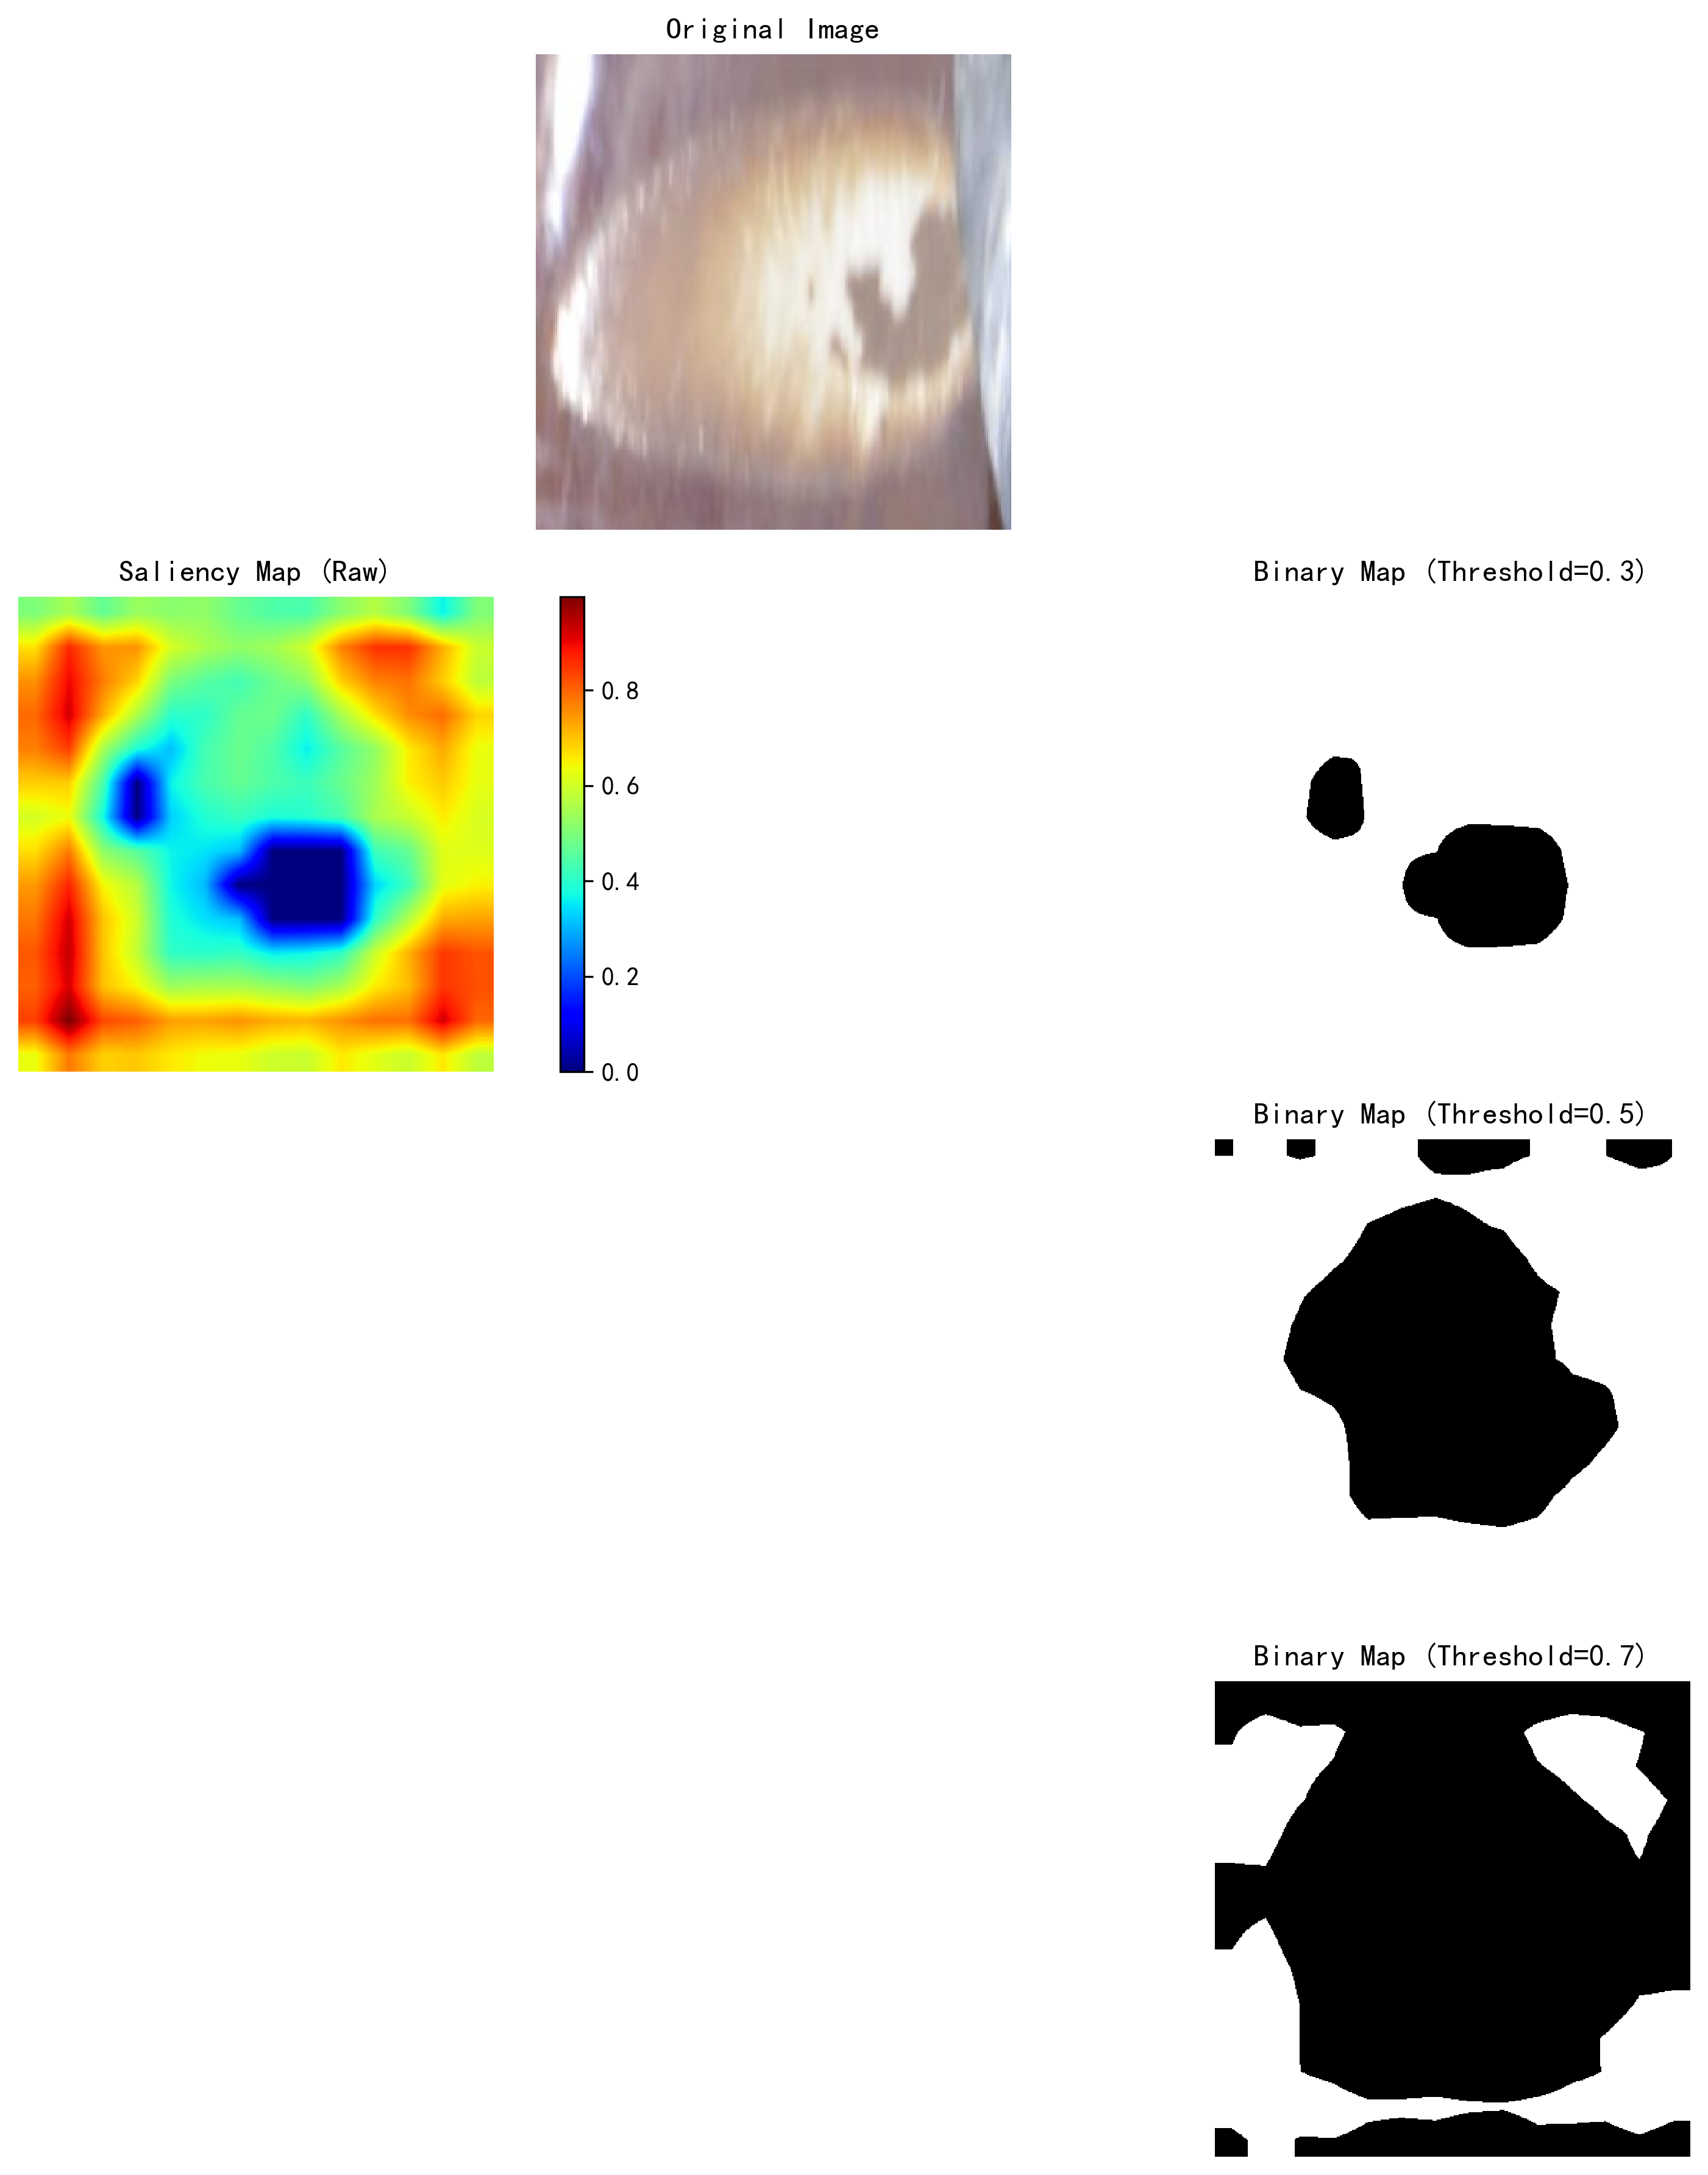 Original Image
Saliency Map (Raw)
Binary Map (Threshold=0.3)
0.8
0.6
0.4
0.2
0.0
Binary Map (Threshold=0.5)
Binary Map (Threshold=0.7)